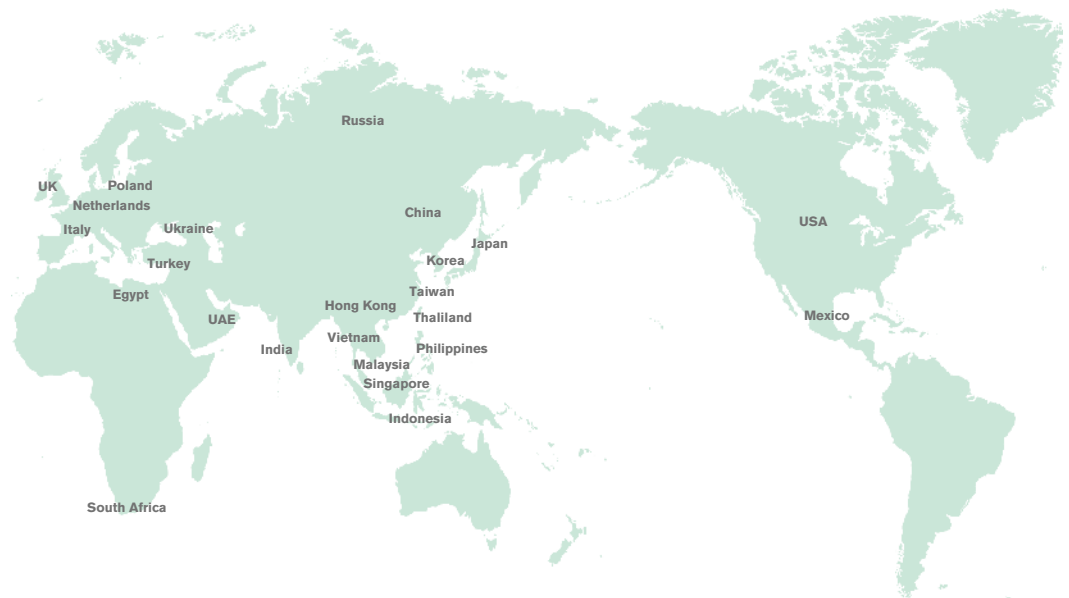 Russia
UK
Poland
Netherlands
China
USA
Italy
Ukraine
Japan
Korea
Turkey
Taiwan
Egypt
Hong Kong
Mexico
Thaliland
UAE
Vietnam
Philippines
India
Malaysia
Singapore
Indonesia
South Africa